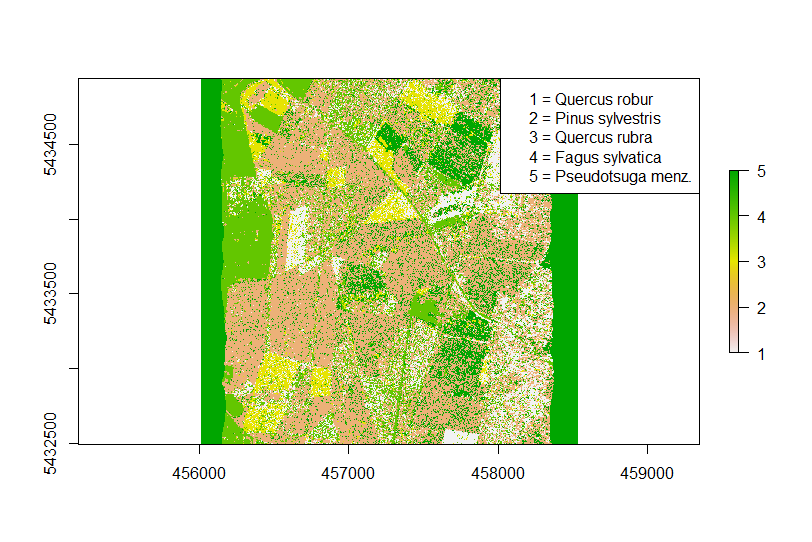 1 = Quercus robur
2 = Pinus sylvestris
3 = Quercus rubra
4 = Fagus sylvatica
5 = Pseudotsuga menz.
5434500
5433500
5432500
5
4
3
2
1
456000 457000 458000 459000